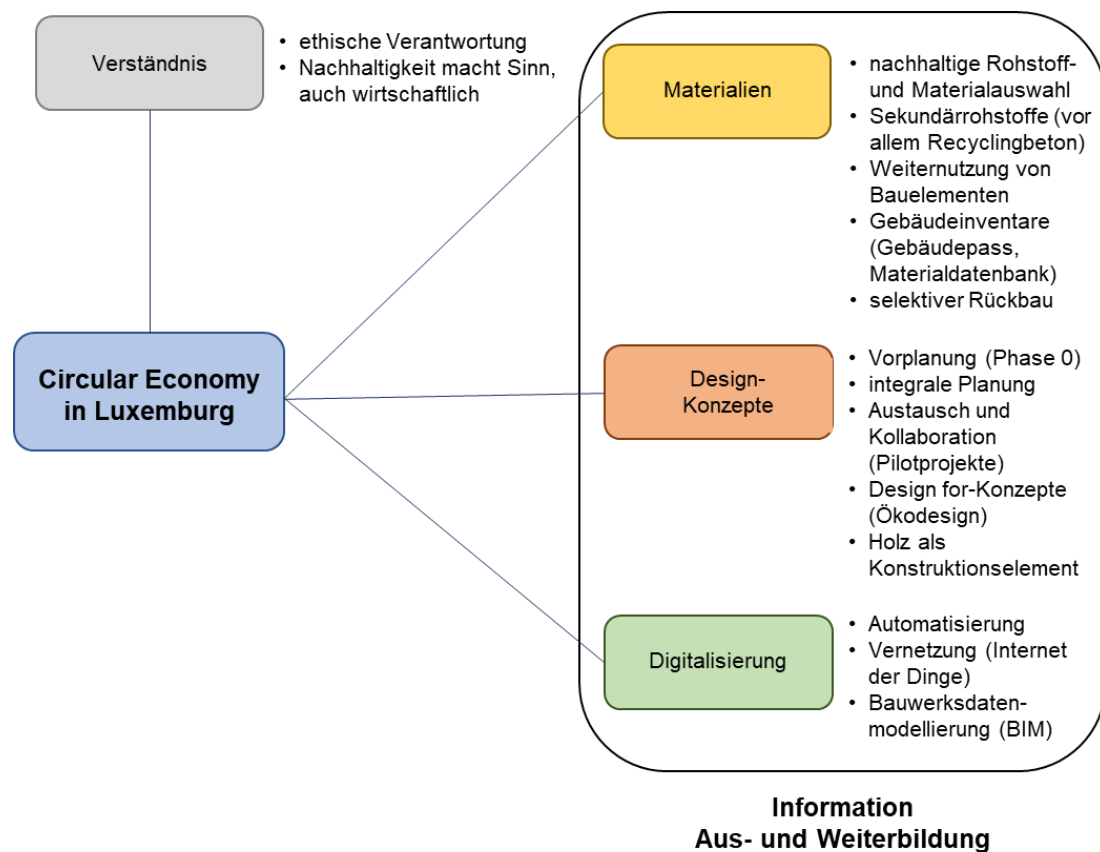 Verständnis
• ethische Verantwortung
• Nachhaltigkeit macht Sinn,
auch wirtschaftlich
Circular Economy
in Luxemburg
Materialien
• nachhaltige Rohstoff-
und Materialauswahl
• Sekundärrohstoffe (vor
allem Recyclingbeton)
• Weiternutzung von
Bauelementen
• Gebäudeinventare
(Gebäudepass,
Materialdatenbank)
• selektiver Rückbau
Design-
Konzepte
• Vorplanung (Phase 0)
• integrale Planung
• Austausch und
Kollaboration
(Pilotprojekte)
• Design for-Konzepte
(Ökodesign)
• Holz als
Konstruktionselement
Digitalisierung
• Automatisierung
• Vernetzung (Internet
der Dinge)
• Bauwerksdaten-
modellierung (BIM)
Information
Aus- und Weiterbildung